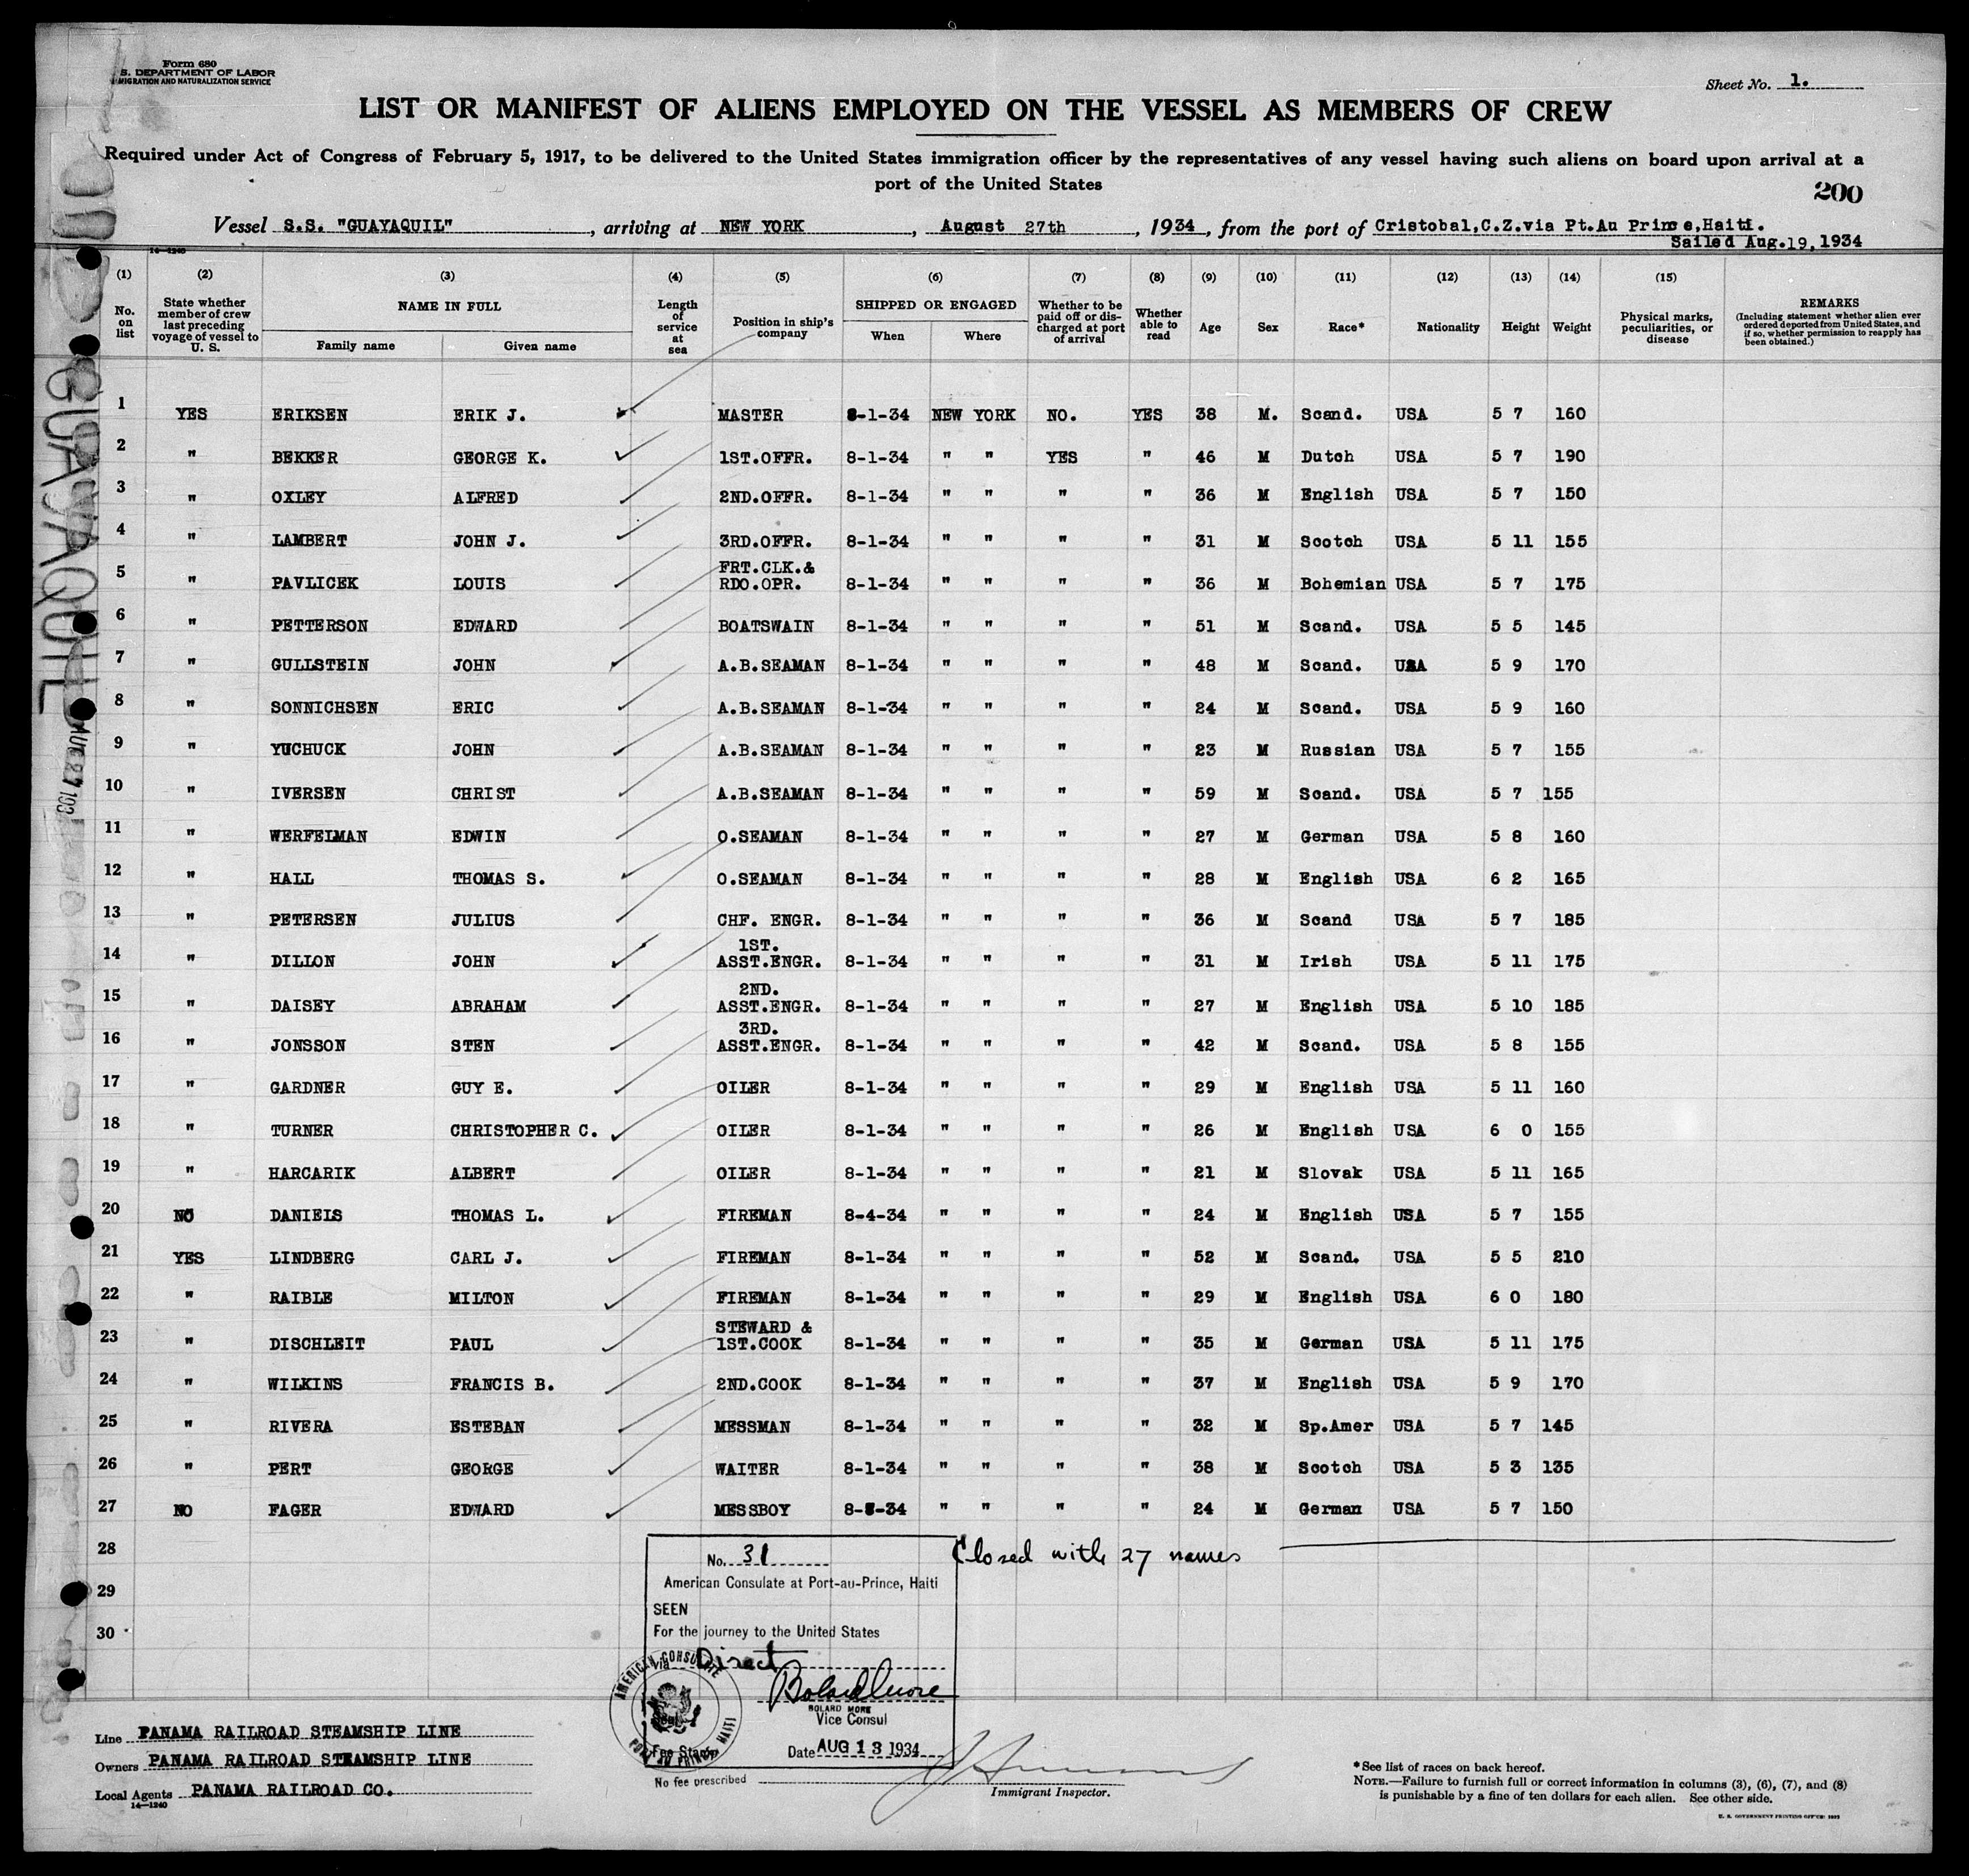 Form 680
S. DEPARTMENT OF LABOR
MIGRATION AND NATURALIZATION SERVICE
Sheet No. 1.
LIST OR MANIFEST OF ALIENS EMPLOYED ON THE VESSEL AS MEMBERS OF CREW
Required under Act of Congress of February 5, 1917, to be delivered to the United States immigration officer by the representatives of any vessel having such aliens on board upon arrival at a
port of the United States
200
Vessel S.S. "GUAYAQUIL", arriving at NEW YORK, August 27th, 1934, from the port of Cristobal,C.Z.via Pt.Au Prince,Haiti.
Sailed Aug.19,1934
14-1240
(1) (2) (3) (4) (5) (6) (7) (8) (9) (10) (11) (12) (13) (14) (15)
No. on list
State whether member of crew last preceding voyage of vessel to U. S.
NAME IN FULL
Family name
Given name
Length of service at sea
Position in ship's company
SHIPPED OR ENGAGED
When
Where
Whether to be paid off or discharged at port of arrival
Whether able to read
Age
Sex
Race*
Nationality
Height
Weight
Physical marks, peculiarities, or disease
REMARKS
(Including statement whether alien ever ordered deported from United States, and if so, whether permission to reapply has been obtained.)
1 YES ERIKSEN ERIK J. MASTER 8-1-34 NEW YORK NO. YES 38 M. Scand. USA 5 7 160
2 " BEKKER GEORGE K. 1ST.OFFR. 8-1-34 " " YES " 46 M Dutch USA 5 7 190
3 " OXLEY ALFRED 2ND.OFFR. 8-1-34 " " " " 36 M English USA 5 7 150
4 " LAMBERT JOHN J. 3RD.OFFR. 8-1-34 " " " " 31 M Scotch USA 5 11 155
5 " PAVLICEK LOUIS FRT.CLK.& RDO.OPR. 8-1-34 " " " " 36 M Bohemian USA 5 7 175
6 " PETTERSON EDWARD BOATSWAIN 8-1-34 " " " " 51 M Scand. USA 5 5 145
7 " GULLSTEIN JOHN A.B.SEAMAN 8-1-34 " " " " 48 M Scand. USA 5 9 170
8 " SONNICHSEN ERIC A.B.SEAMAN 8-1-34 " " " " 24 M Scand. USA 5 9 160
9 " YUCHUCK JOHN A.B.SEAMAN 8-1-34 " " " " 23 M Russian USA 5 7 155
10 " IVERSEN CHRIST A.B.SEAMAN 8-1-34 " " " " 59 M Scand. USA 5 7 155
11 " WERFELMAN EDWIN O.SEAMAN 8-1-34 " " " " 27 M German USA 5 8 160
12 " HALL THOMAS S. O.SEAMAN 8-1-34 " " " " 28 M English USA 6 2 165
13 " PETERSEN JULIUS CHF. ENGR. 8-1-34 " " " " 36 M Scand USA 5 7 185
14 " DILLON JOHN 1ST. ASST.ENGR. 8-1-34 " " " " 31 M Irish USA 5 11 175
15 " DAISEY ABRAHAM 2ND. ASST.ENGR. 8-1-34 " " " " 27 M English USA 5 10 185
16 " JONSSON STEN 3RD. ASST.ENGR. 8-1-34 " " " " 42 M Scand. USA 5 8 155
17 " GARDNER GUY E. OILER 8-1-34 " " " " 29 M English USA 5 11 160
18 " TURNER CHRISTOPHER C. OILER 8-1-34 " " " " 26 M English USA 6 0 155
19 " HARCARIK ALBERT OILER 8-1-34 " " " " 21 M Slovak USA 5 11 165
20 NO DANIELS THOMAS L. FIREMAN 8-4-34 " " " " 24 M English USA 5 7 155
21 YES LINDBERG CARL J. FIREMAN 8-1-34 " " " " 52 M Scand. USA 5 5 210
22 " RAIBLE MILTON FIREMAN 8-1-34 " " " " 29 M English USA 6 0 180
23 " DISCHLEIT PAUL STEWARD & 1ST.COOK 8-1-34 " " " " 35 M German USA 5 11 175
24 " WILKINS FRANCIS B. 2ND.COOK 8-1-34 " " " " 37 M English USA 5 9 170
25 " RIVERA ESTEBAN MESSMAN 8-1-34 " " " " 32 M Sp.Amer USA 5 7 145
26 " PERT GEORGE WAITER 8-1-34 " " " " 38 M Scotch USA 5 3 135
27 NO FAGER EDWARD MESSBOY " " " " 24 M German USA 5 7 150
28
29
30
Closed with 27 names
No. 31
American Consulate at Port-au-Prince, Haiti
SEEN
For the journey to the United States
via Direct
Bolard More
BOLARD MORE
Vice Consul
Date AUG 13 1934
Fee Stamp
No fee prescribed
AMERICAN CONSULATE
PORT AU PRINCE HAITI
Immigrant Inspector.
Line PANAMA RAILROAD STEAMSHIP LINE
Owners PANAMA RAILROAD STEAMSHIP LINE
Local Agents PANAMA RAILROAD CO.
14-1240
*See list of races on back hereof.
NOTE.—Failure to furnish full or correct information in columns (3), (6), (7), and (8)
is punishable by a fine of ten dollars for each alien. See other side.
GUAYAQUIL